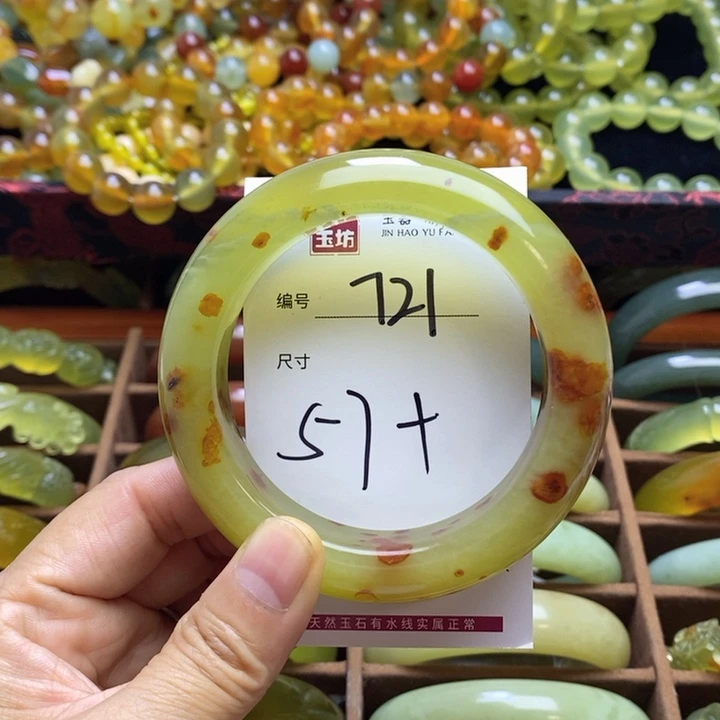 玉坊
JIN HAO YU FA
编号 721
尺寸
57+
天然玉石有水线实属正常